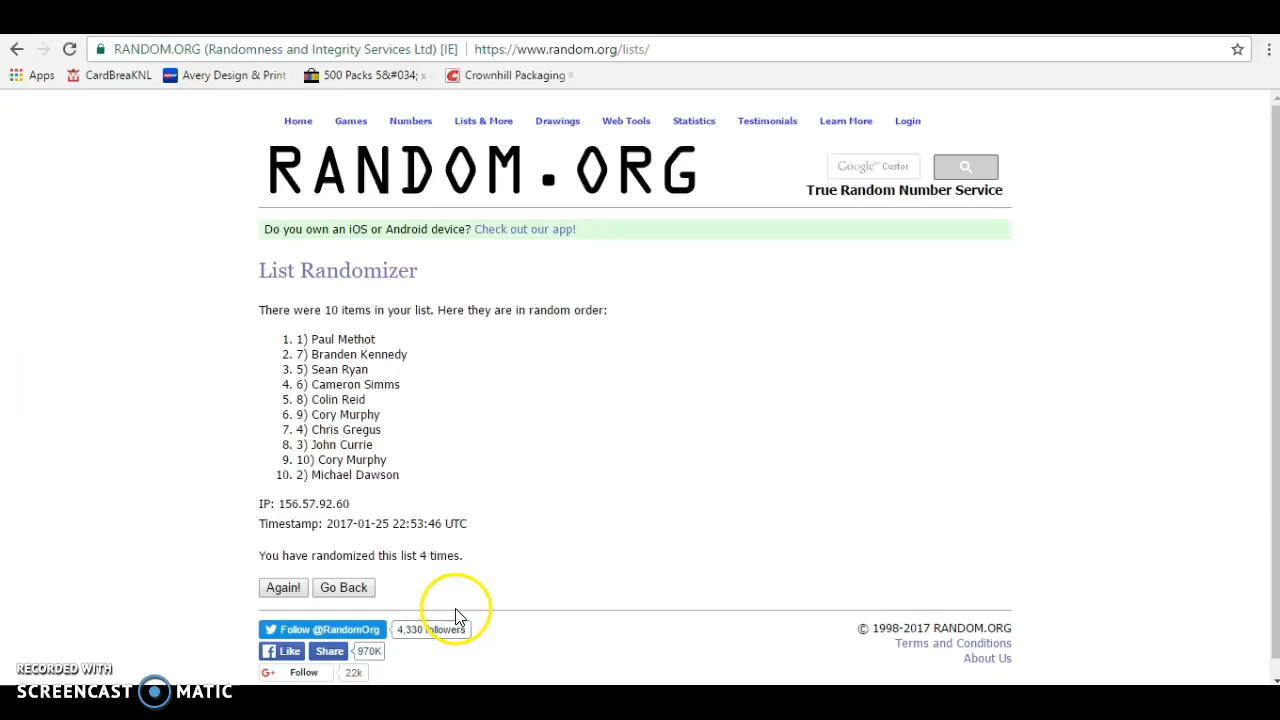 RANDOM.ORG (Randomness and Integrity Services Ltd) [IE] https://www.random.org/lists/
Apps CardBreaKNL Avery Design & Print 500 Packs 5&#034; x Crownhill Packaging
Home Games Numbers Lists & More Drawings Web Tools Statistics Testimonials Learn More Login
RANDOM.ORG
Google™ Custo
True Random Number Service
Do you own an iOS or Android device? Check out our app!
List Randomizer
There were 10 items in your list. Here they are in random order:
1. 1) Paul Methot
2. 7) Branden Kennedy
3. 5) Sean Ryan
4. 6) Cameron Simms
5. 8) Colin Reid
6. 9) Cory Murphy
7. 4) Chris Gregus
8. 3) John Currie
9. 10) Cory Murphy
10. 2) Michael Dawson
IP: 156.57.92.60
Timestamp: 2017-01-25 22:53:46 UTC
You have randomized this list 4 times.
Again! Go Back
Follow @RandomOrg 4,330 followers
© 1998-2017 RANDOM.ORG
Like Share 970K
Terms and Conditions
About Us
G+ Follow 22k
RECORDED WITH
SCREENCAST MATIC